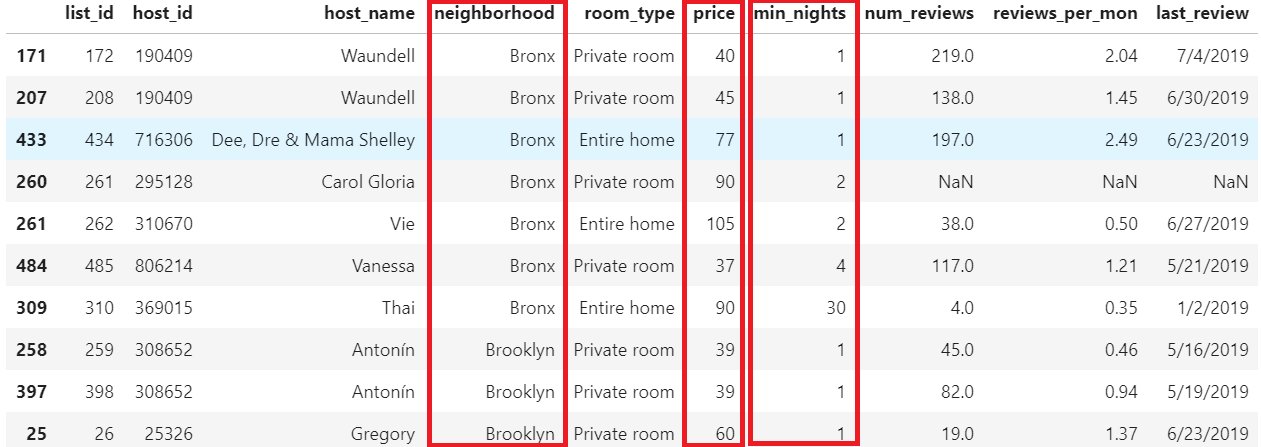 list_id host_id host_name neighborhood room_type price min_nights num_reviews reviews_per_mon last_review
171 172 190409 Waundell Bronx Private room 40 1 219.0 2.04 7/4/2019
207 208 190409 Waundell Bronx Private room 45 1 138.0 1.45 6/30/2019
433 434 716306 Dee, Dre & Mama Shelley Bronx Entire home 77 1 197.0 2.49 6/23/2019
260 261 295128 Carol Gloria Bronx Private room 90 2 NaN NaN NaN
261 262 310670 Vie Bronx Entire home 105 2 38.0 0.50 6/27/2019
484 485 806214 Vanessa Bronx Private room 37 4 117.0 1.21 5/21/2019
309 310 369015 Thai Bronx Entire home 90 30 4.0 0.35 1/2/2019
258 259 308652 Antonín Brooklyn Private room 39 1 45.0 0.46 5/16/2019
397 398 308652 Antonín Brooklyn Private room 39 1 82.0 0.94 5/19/2019
25 26 25326 Gregory Brooklyn Private room 60 1 19.0 1.37 6/23/2019